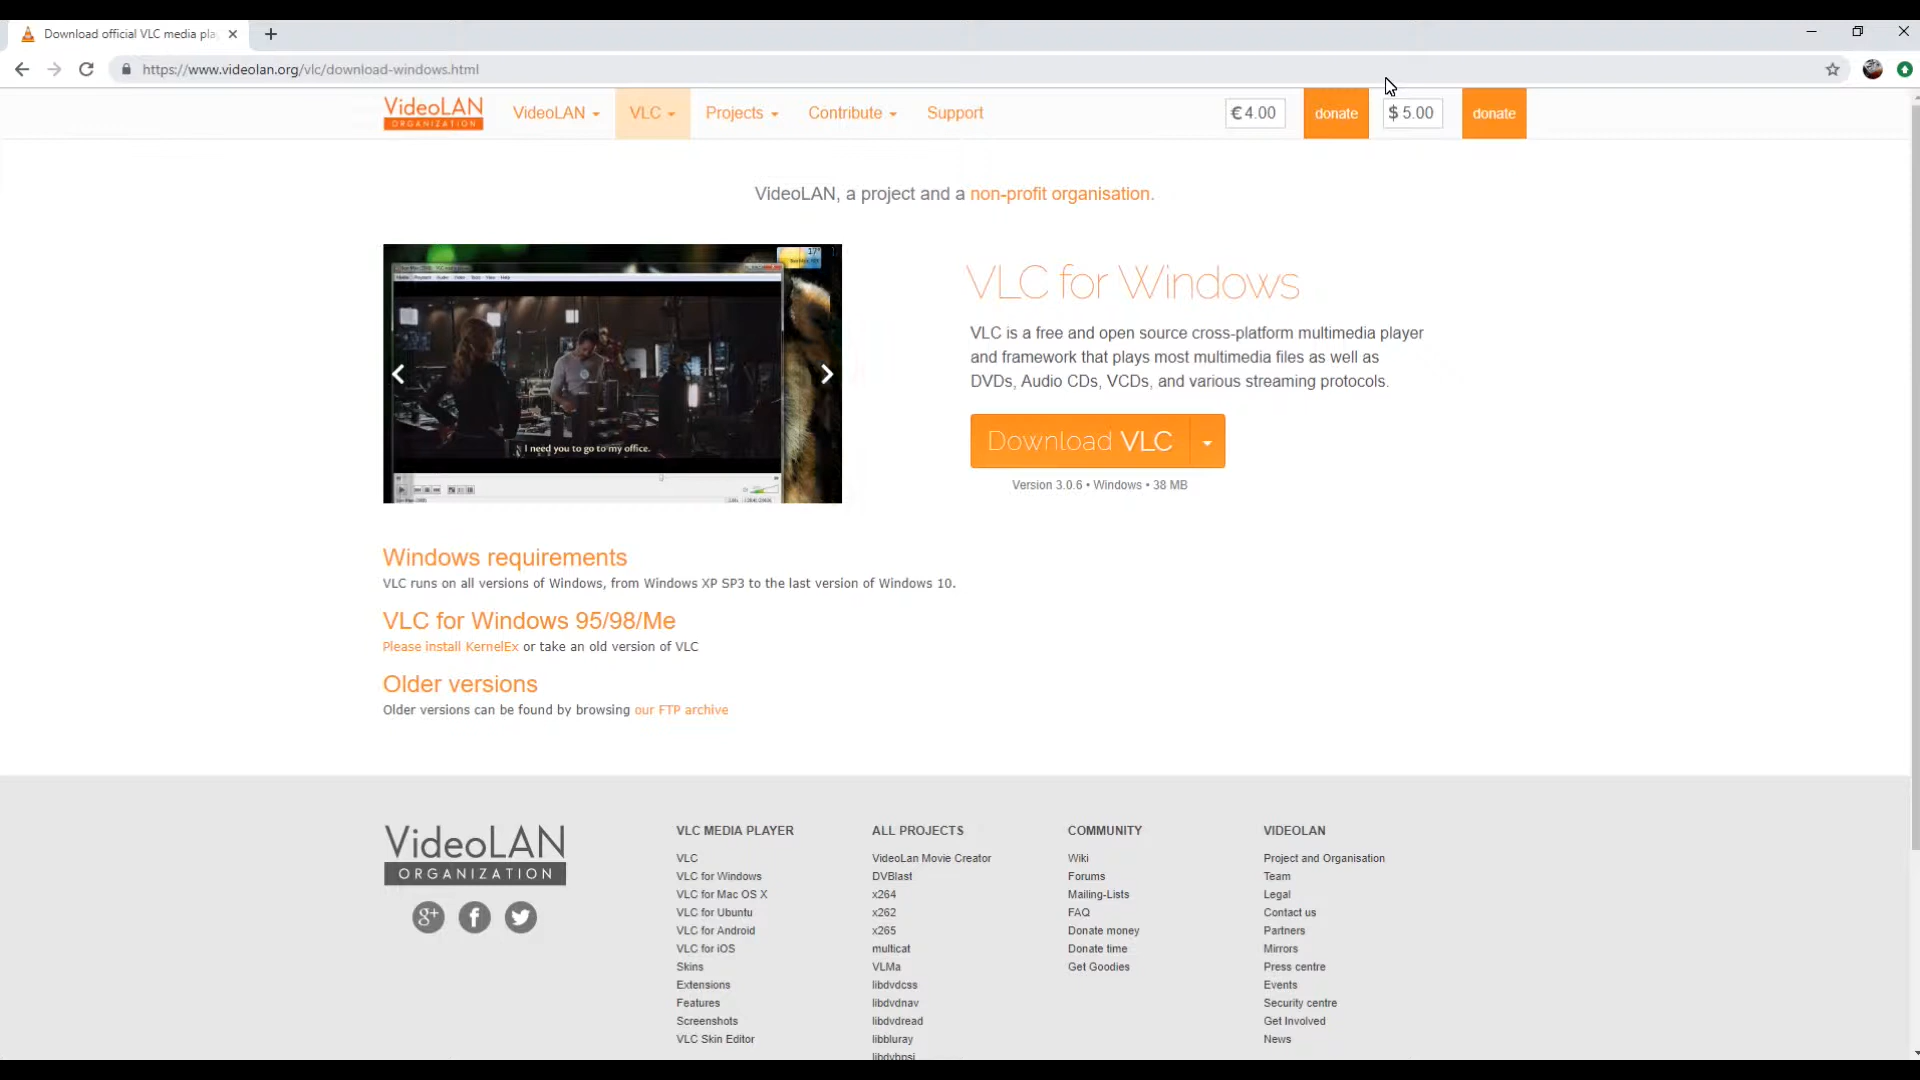 Download official VLC media pla
https://www.videolan.org/vlc/download-windows.html
VideoLAN
ORGANIZATION
VideoLAN
VLC
Projects
Contribute
Support
€ 4.00
donate
$ 5.00
donate
VideoLAN, a project and a non-profit organisation.
I need you to go to my office.
VLC for Windows
VLC is a free and open source cross-platform multimedia player
and framework that plays most multimedia files as well as
DVDs, Audio CDs, VCDs, and various streaming protocols.
Download VLC
Version 3.0.6 • Windows • 38 MB
Windows requirements
VLC runs on all versions of Windows, from Windows XP SP3 to the last version of Windows 10.
VLC for Windows 95/98/Me
Please install KernelEx or take an old version of VLC
Older versions
Older versions can be found by browsing our FTP archive
VideoLAN
ORGANIZATION
g+
VLC MEDIA PLAYER
VLC
VLC for Windows
VLC for Mac OS X
VLC for Ubuntu
VLC for Android
VLC for iOS
Skins
Extensions
Features
Screenshots
VLC Skin Editor
ALL PROJECTS
VideoLan Movie Creator
DVBlast
x264
x262
x265
multicat
VLMa
libdvdcss
libdvdnav
libdvdread
libbluray
libdvbpsi
COMMUNITY
Wiki
Forums
Mailing-Lists
FAQ
Donate money
Donate time
Get Goodies
VIDEOLAN
Project and Organisation
Team
Legal
Contact us
Partners
Mirrors
Press centre
Events
Security centre
Get Involved
News